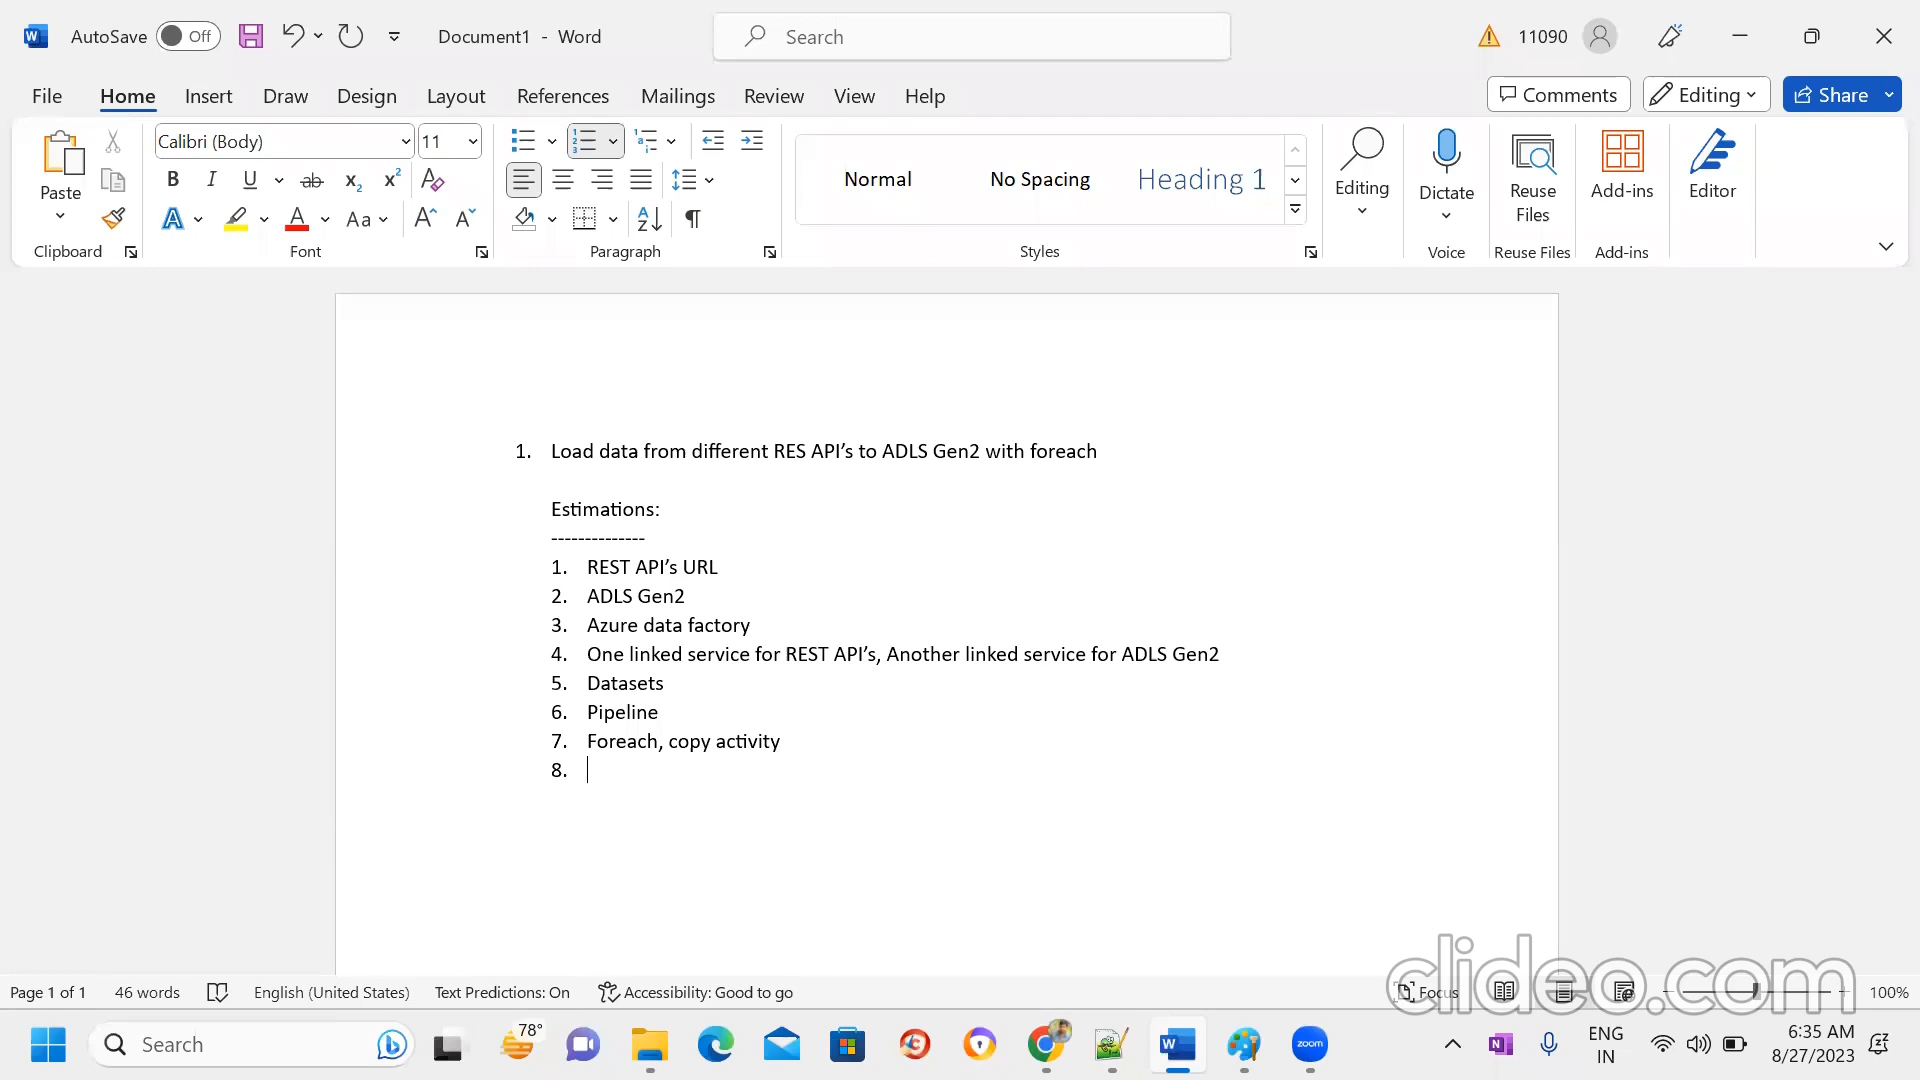 AutoSave Off Document1 - Word Search 11090
File Home Insert Draw Design Layout References Mailings Review View Help Comments Editing Share
Calibri (Body) 11
Paste
Normal No Spacing Heading 1
Editing Dictate Reuse Files Add-ins Editor
Clipboard Font Paragraph Styles Voice Reuse Files Add-ins
1. Load data from different RES API’s to ADLS Gen2 with foreach
Estimations:
--------------
1. REST API’s URL
2. ADLS Gen2
3. Azure data factory
4. One linked service for REST API’s, Another linked service for ADLS Gen2
5. Datasets
6. Pipeline
7. Foreach, copy activity
8.
clideo.com
Page 1 of 1 46 words English (United States) Text Predictions: On Accessibility: Good to go Focus 100%
Search 78° zoom ENG IN 6:35 AM 8/27/2023